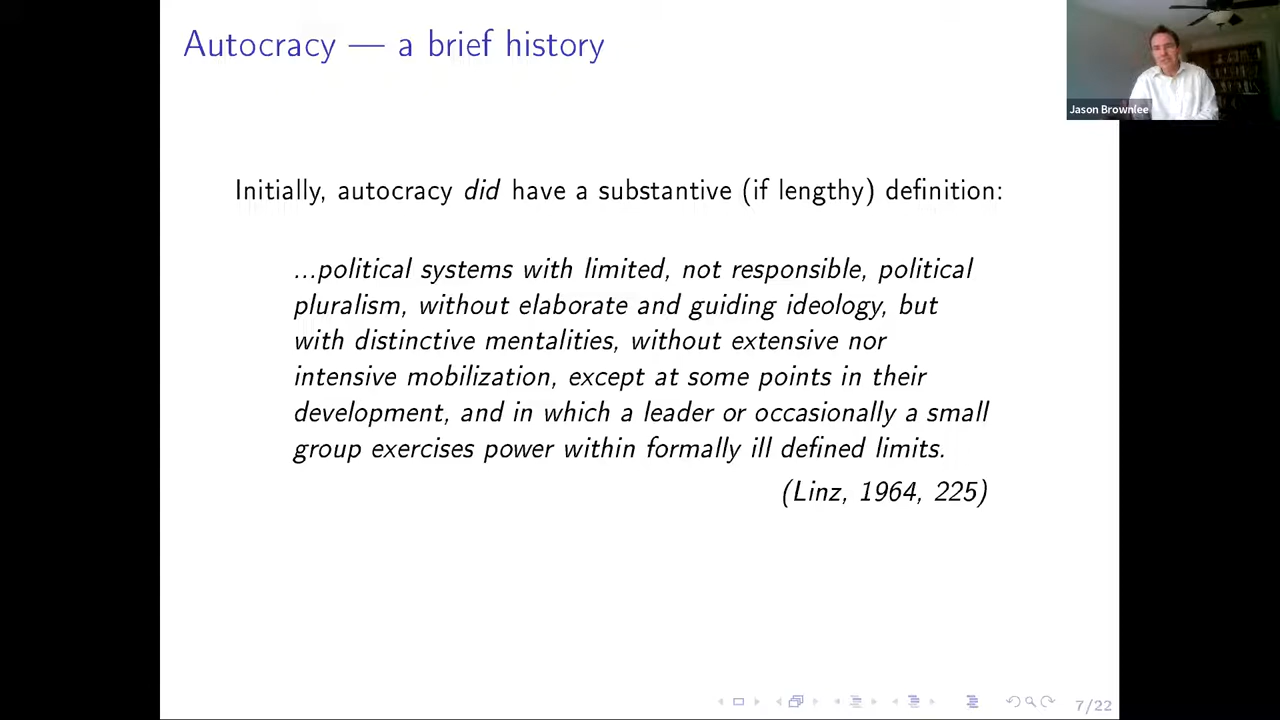 Autocracy — a brief history
Jason Brownlee
Initially, autocracy did have a substantive (if lengthy) definition:
...political systems with limited, not responsible, political
pluralism, without elaborate and guiding ideology, but
with distinctive mentalities, without extensive nor
intensive mobilization, except at some points in their
development, and in which a leader or occasionally a small
group exercises power within formally ill defined limits.
(Linz, 1964, 225)
7/22